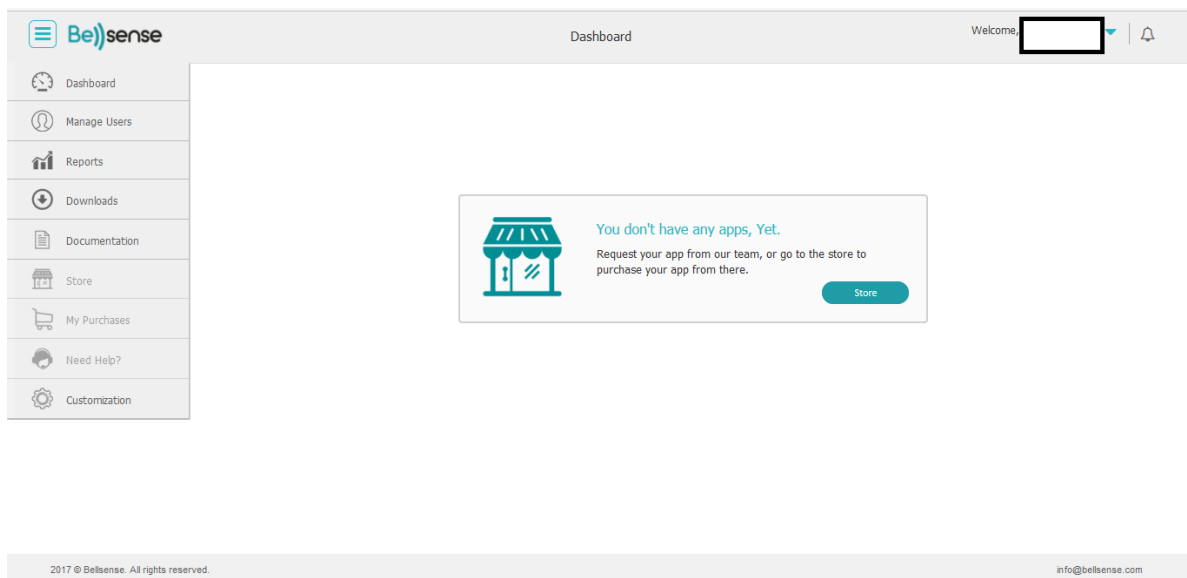 Be))sense
Dashboard
Welcome,
Dashboard
Manage Users
Reports
Downloads
Documentation
Store
My Purchases
Need Help?
Customization
You don't have any apps, Yet.
Request your app from our team, or go to the store to
purchase your app from there.
Store
2017 © Bellsense. All rights reserved.
info@bellsense.com